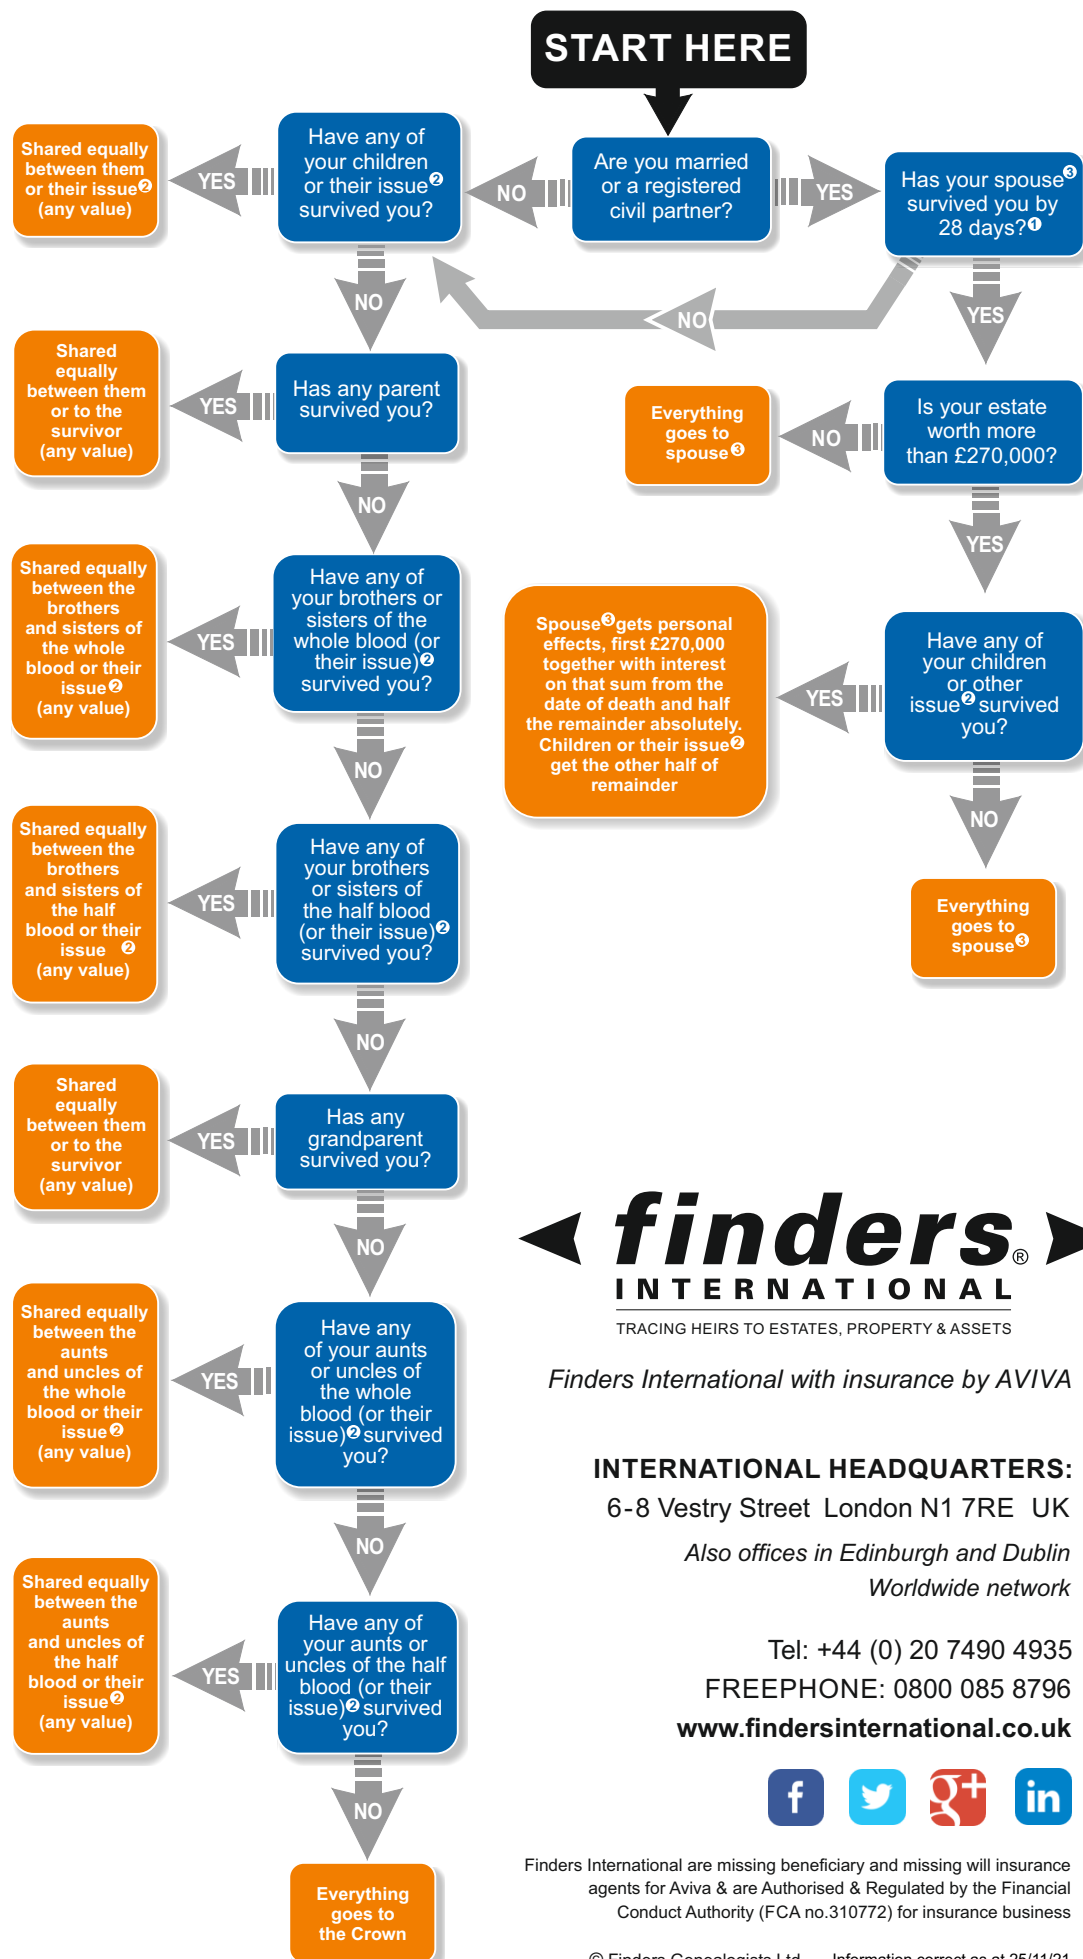 START HERE
Are you married
or a registered
civil partner?
NO
YES
Have any of
your children
or their issue❷
survived you?
YES
Shared equally
between them
or their issue❷
(any value)
Has your spouse❸
survived you by
28 days?❶
NO
NO
YES
Has any parent
survived you?
YES
Shared
equally
between them
or to the
survivor
(any value)
Is your estate
worth more
than £270,000?
NO
Everything
goes to
spouse❸
NO
YES
Have any of
your brothers or
sisters of the
whole blood (or
their issue)❷
survived you?
YES
Shared equally
between the
brothers
and sisters of
the whole
blood or their
issue❷
(any value)
Have any of
your children
or other
issue❷survived
you?
YES
Spouse❸gets personal
effects, first £270,000
together with interest
on that sum from the
date of death and half
the remainder absolutely.
Children or their issue❷
get the other half of
remainder
NO
NO
Everything
goes to
spouse❸
Have any of
your brothers
or sisters of
the half blood
(or their issue)❷
survived you?
YES
Shared equally
between the
brothers
and sisters of
the half
blood or their
issue ❷
(any value)
NO
Has any
grandparent
survived you?
YES
Shared
equally
between them
or to the
survivor
(any value)
NO
Have any
of your aunts
or uncles of
the whole
blood (or their
issue)❷survived
you?
YES
Shared equally
between the
aunts
and uncles of
the whole
blood or their
issue❷
(any value)
NO
Have any of
your aunts or
uncles of the half
blood (or their
issue)❷survived
you?
YES
Shared equally
between the
aunts
and uncles of
the half
blood or their
issue❷
(any value)
NO
Everything
goes to
the Crown
finders®
INTERNATIONAL
TRACING HEIRS TO ESTATES, PROPERTY & ASSETS
Finders International with insurance by AVIVA
INTERNATIONAL HEADQUARTERS:
6-8 Vestry Street London N1 7RE UK
Also offices in Edinburgh and Dublin
Worldwide network
Tel: +44 (0) 20 7490 4935
FREEPHONE: 0800 085 8796
www.findersinternational.co.uk
f
g+
in
Finders International are missing beneficiary and missing will insurance
agents for Aviva & are Authorised & Regulated by the Financial
Conduct Authority (FCA no.310772) for insurance business
© Finders Genealogists Ltd. Information correct as at 25/11/21